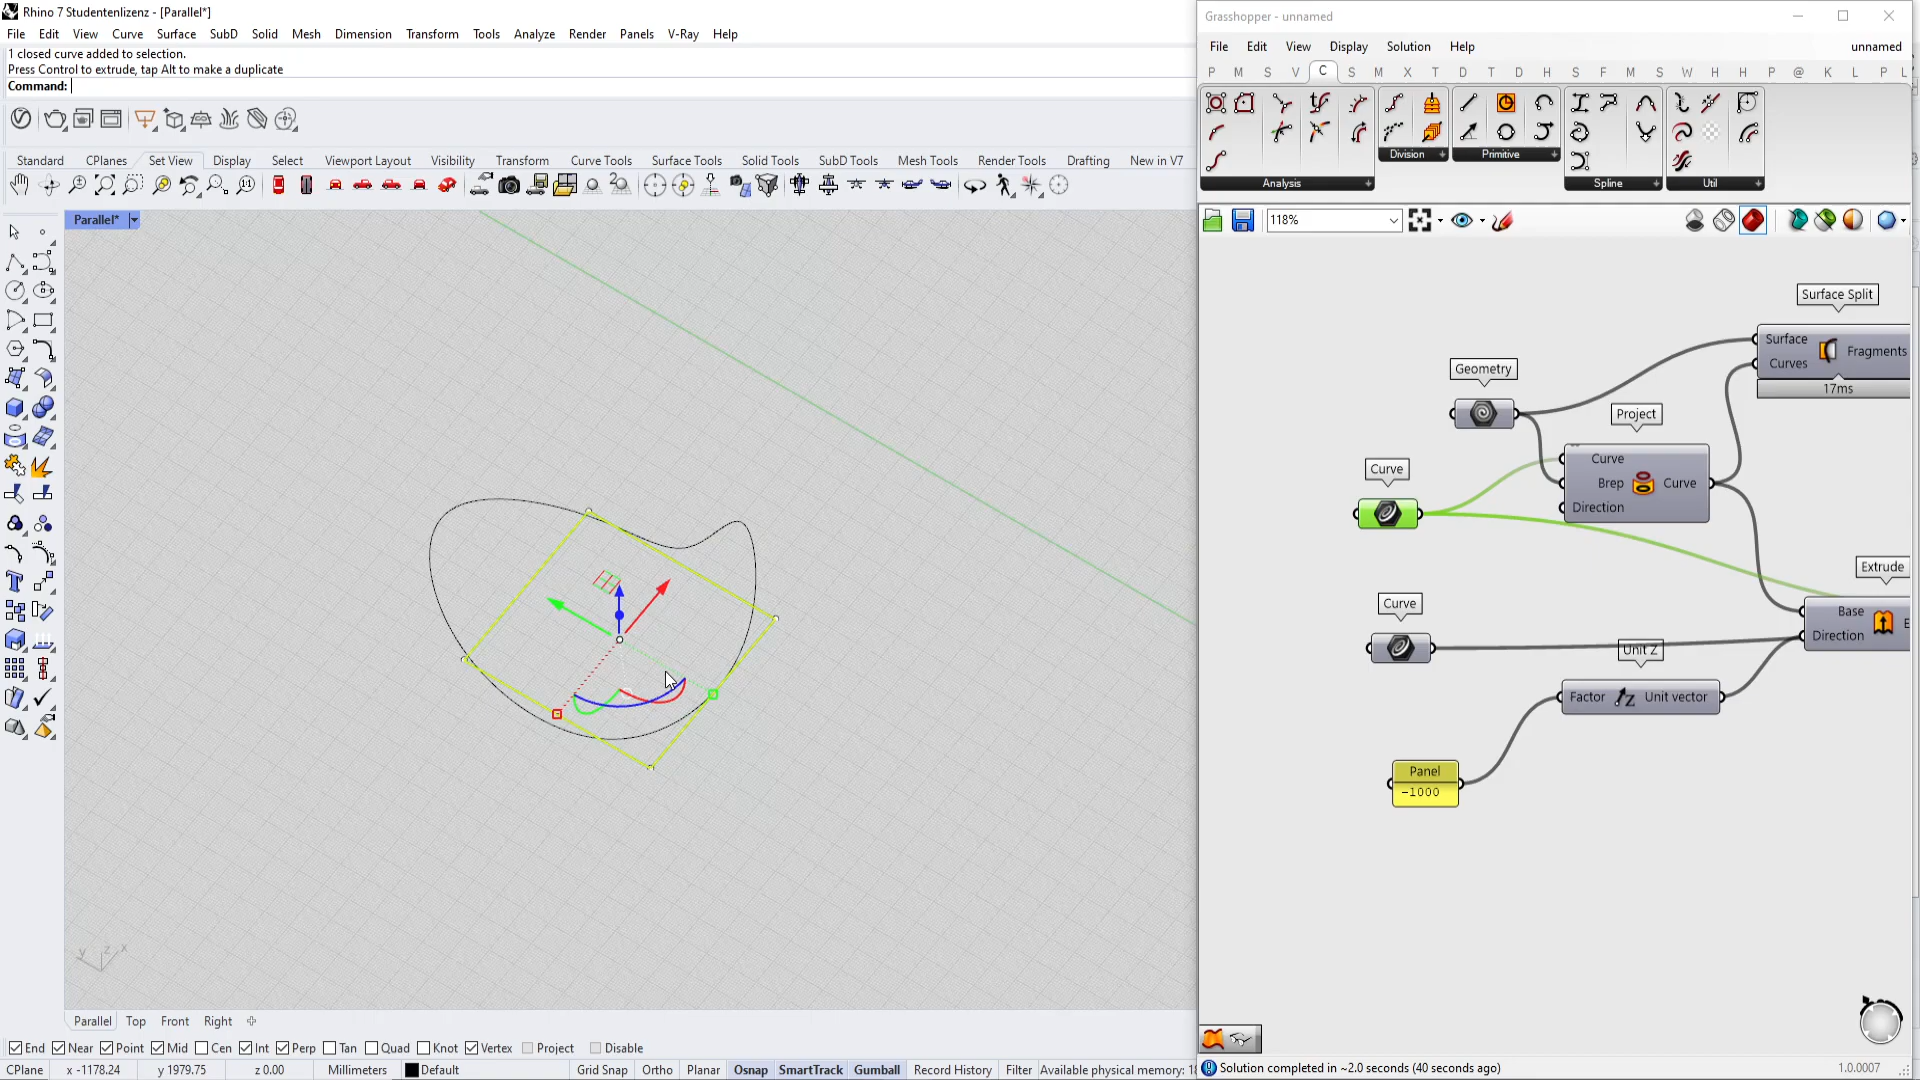 Rhino 7 Studentenlizenz - [Parallel*]
File Edit View Curve Surface SubD Solid Mesh Dimension Transform Tools Analyze Render Panels V-Ray Help
1 closed curve added to selection.
Press Control to extrude, tap Alt to make a duplicate
Command:
Standard CPlanes Set View Display Select Viewport Layout Visibility Transform Curve Tools Surface Tools Solid Tools SubD Tools Mesh Tools Render Tools Drafting New in V7
Parallel*
y z x
Parallel Top Front Right
End Near Point Mid Cen Int Perp Tan Quad Knot Vertex Project Disable
CPlane x -1178.24 y 1979.75 z 0.00 Millimeters Default Grid Snap Ortho Planar Osnap SmartTrack Gumball Record History Filter Available physical memory: 1
Grasshopper - unnamed
File Edit View Display Solution Help unnamed
P M S V C S M X T D T D H S F M S W H H P @ K L P L
Analysis Division Primitive Spline Util
118%
Surface Split
Surface
Curves
Fragments
17ms
Geometry
Project
Curve
Brep
Direction
Curve
Curve
Extrude
Base
Direction
E
Curve
Unit Z
Factor Z Unit vector
Panel
-1000
Solution completed in ~2.0 seconds (40 seconds ago) 1.0.0007